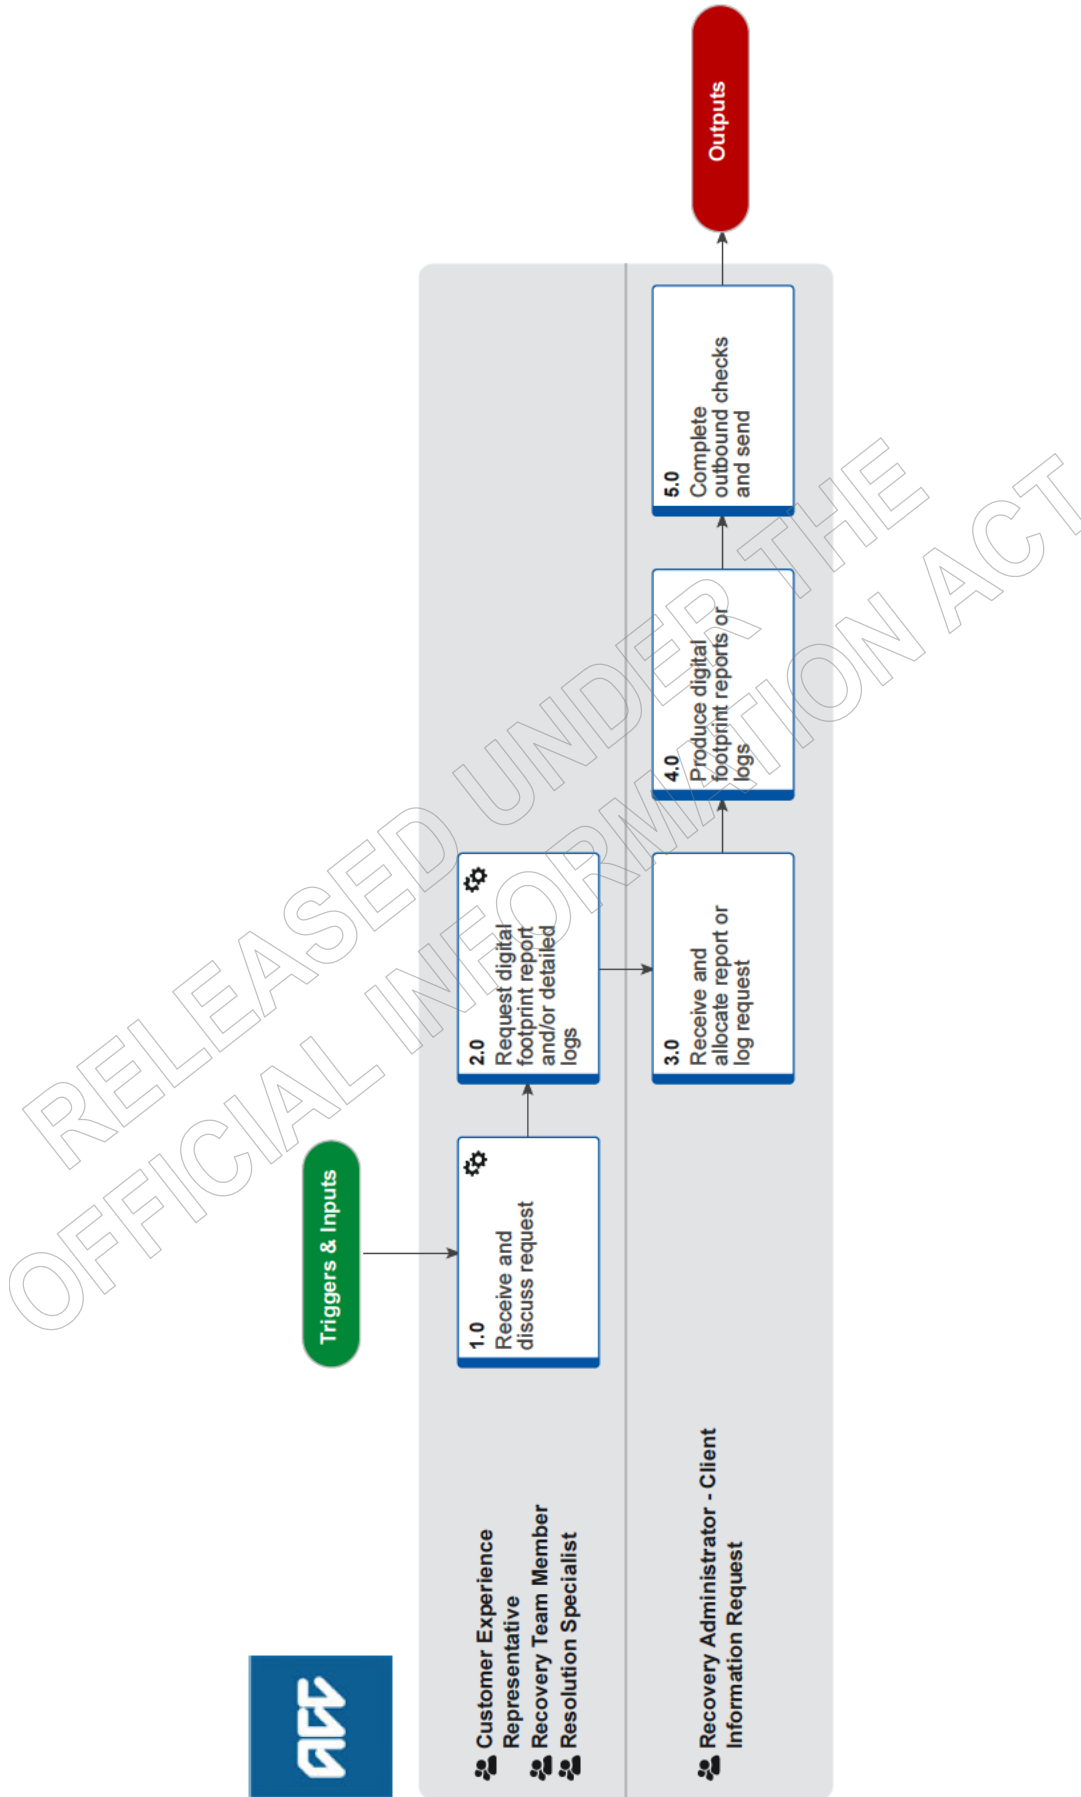 acc
Triggers & Inputs
Outputs
Customer Experience
Representative
Recovery Team Member
Resolution Specialist
1.0
Receive and
discuss request
2.0
Request digital
footprint report
and/or detailed
logs
Recovery Administrator - Client
Information Request
3.0
Receive and
allocate report or
log request
4.0
Produce digital
footprint reports or
logs
5.0
Complete
outbound checks
and send
RELEASED UNDER THE
OFFICIAL INFORMATION ACT